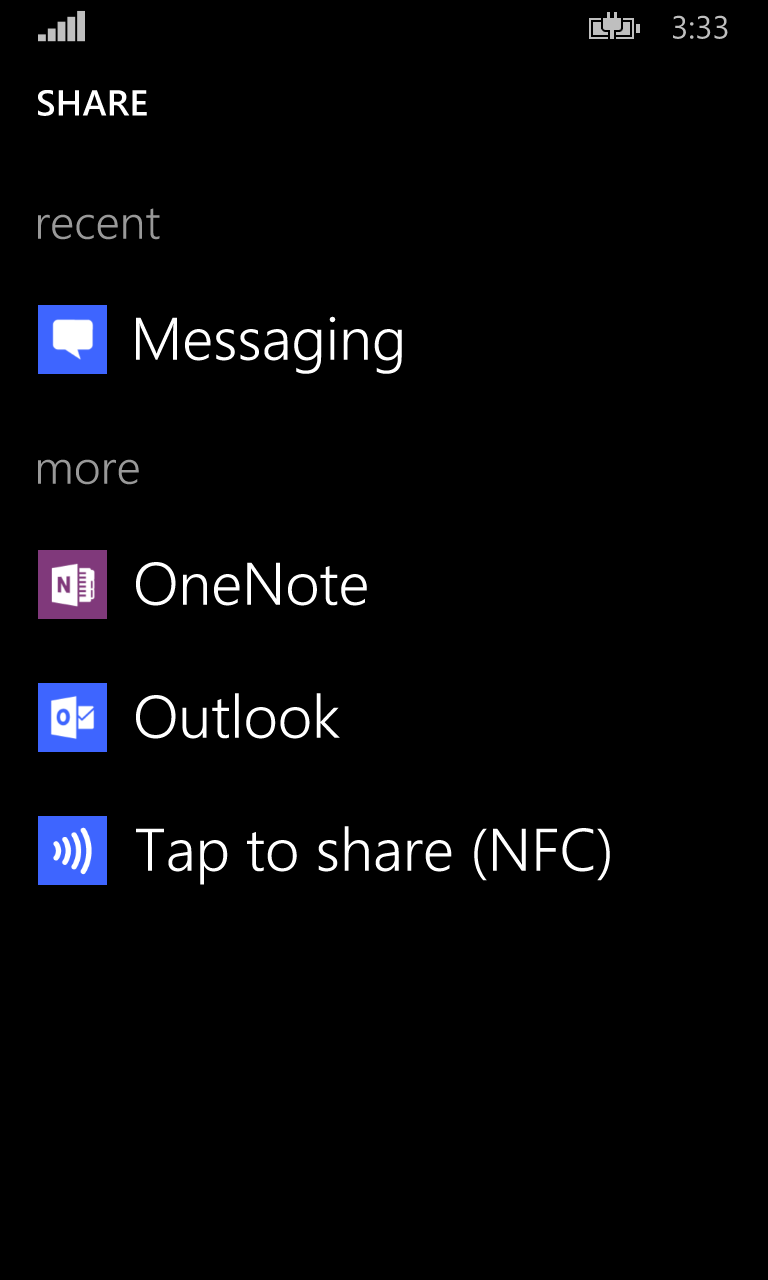 3:33
SHARE
recent
Messaging
more
OneNote
Outlook
Tap to share (NFC)